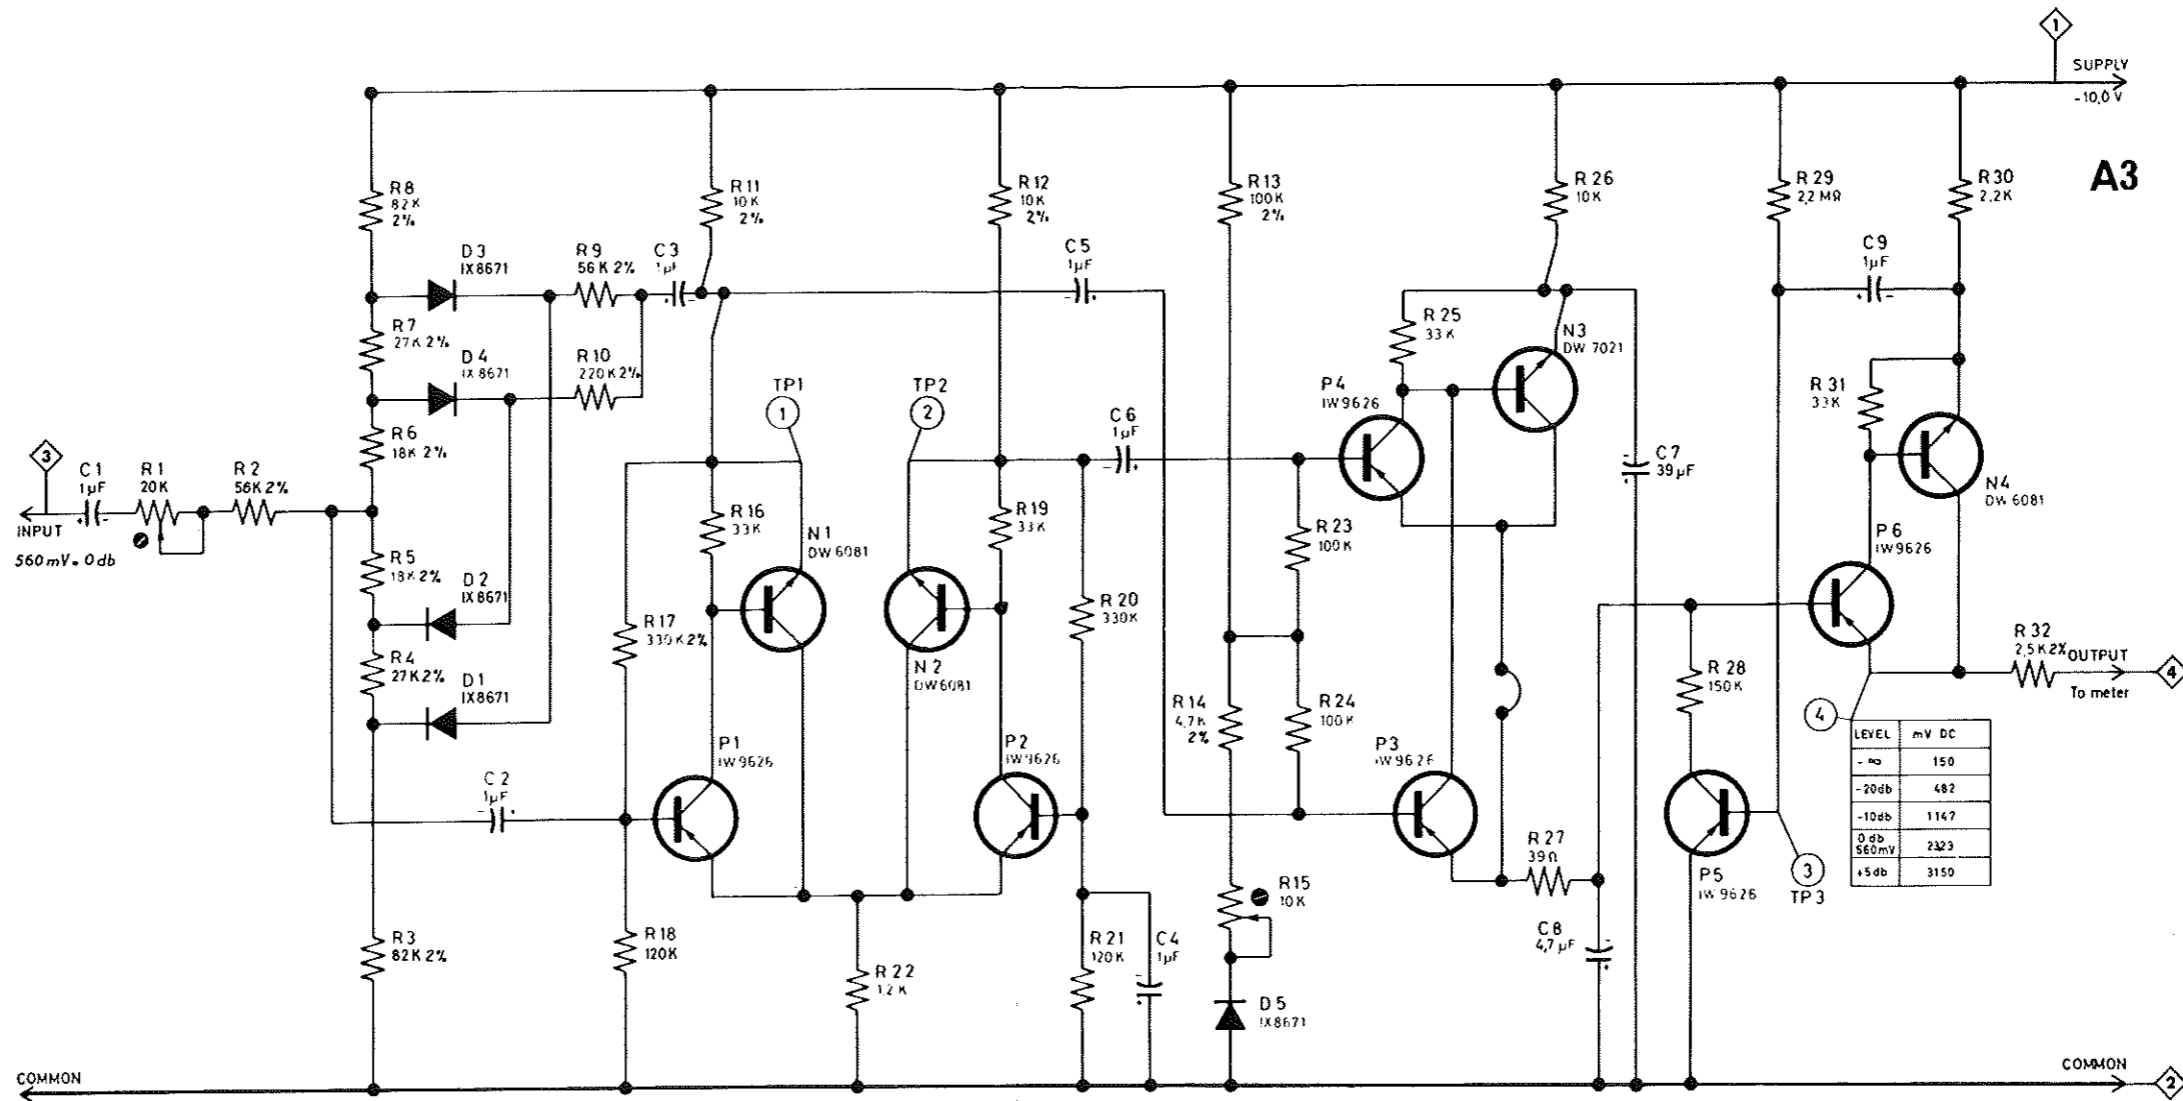 1
SUPPLY
-10,0 V
A3
R8
82K
2%
R11
10K
2%
R12
10K
2%
R13
100K
2%
R26
10K
R29
2,2 MΩ
R30
2.2K
D3
IX8671
R9
56K 2%
C3
1µF
C5
1µF
C9
1µF
R7
27K 2%
D4
IX8671
R10
220K 2%
R25
33K
N3
DW 7021
TP1
1
TP2
2
P4
IW9626
R31
33K
R6
18K 2%
C6
1µF
C7
39µF
3
C1
1µF
R1
20K
R2
56K 2%
INPUT
560mV = 0db
R16
33K
N1
DW 6081
R19
33K
R23
100K
N4
DW 6081
P6
IW9626
R5
18K 2%
D2
IX8671
R17
330K 2%
R20
330K
N2
DW6081
R4
27K 2%
D1
IX8671
R14
4,7K
2%
R24
100K
R28
150K
R32
2,5K 2%
OUTPUT
To meter
4
4
P1
IW9626
P2
IW9626
P3
IW9626
LEVEL mV DC
-∞ 150
-20db 482
-10db 1147
0db
560mV 2323
+5db 3150
C2
1µF
R27
39Ω
P5
IW9626
3
TP3
R15
10K
R3
82K 2%
R18
120K
R22
1,2K
R21
120K
C4
1µF
C8
4,7µF
D5
IX8671
COMMON
COMMON
2